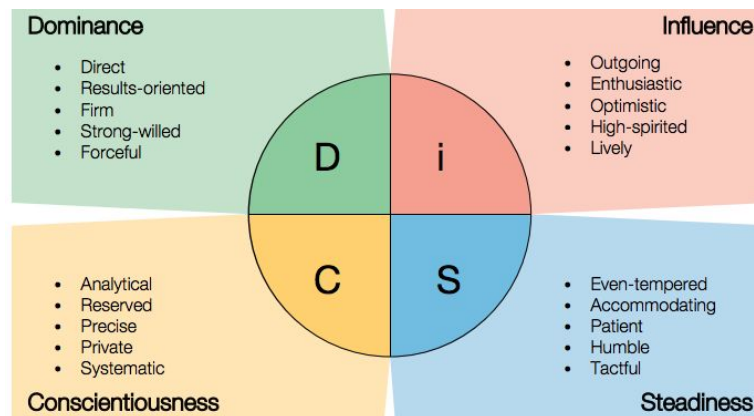 Dominance
• Direct
• Results-oriented
• Firm
• Strong-willed
• Forceful
Influence
• Outgoing
• Enthusiastic
• Optimistic
• High-spirited
• Lively
D
i
C
S
• Analytical
• Reserved
• Precise
• Private
• Systematic
Conscientiousness
• Even-tempered
• Accommodating
• Patient
• Humble
• Tactful
Steadiness